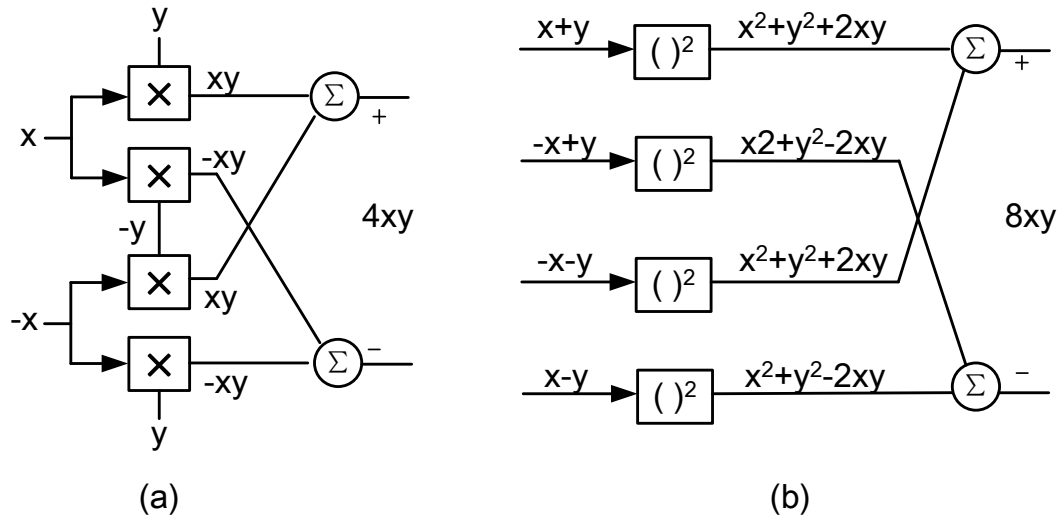 y
×
xy
Σ
+
x
-xy
×
-y
4xy
×
xy
-x
×
-xy
Σ
−
y
(a)
x+y
( )²
x²+y²+2xy
Σ
+
-x+y
( )²
x2+y²-2xy
8xy
-x-y
( )²
x²+y²+2xy
x-y
( )²
x²+y²-2xy
Σ
−
(b)